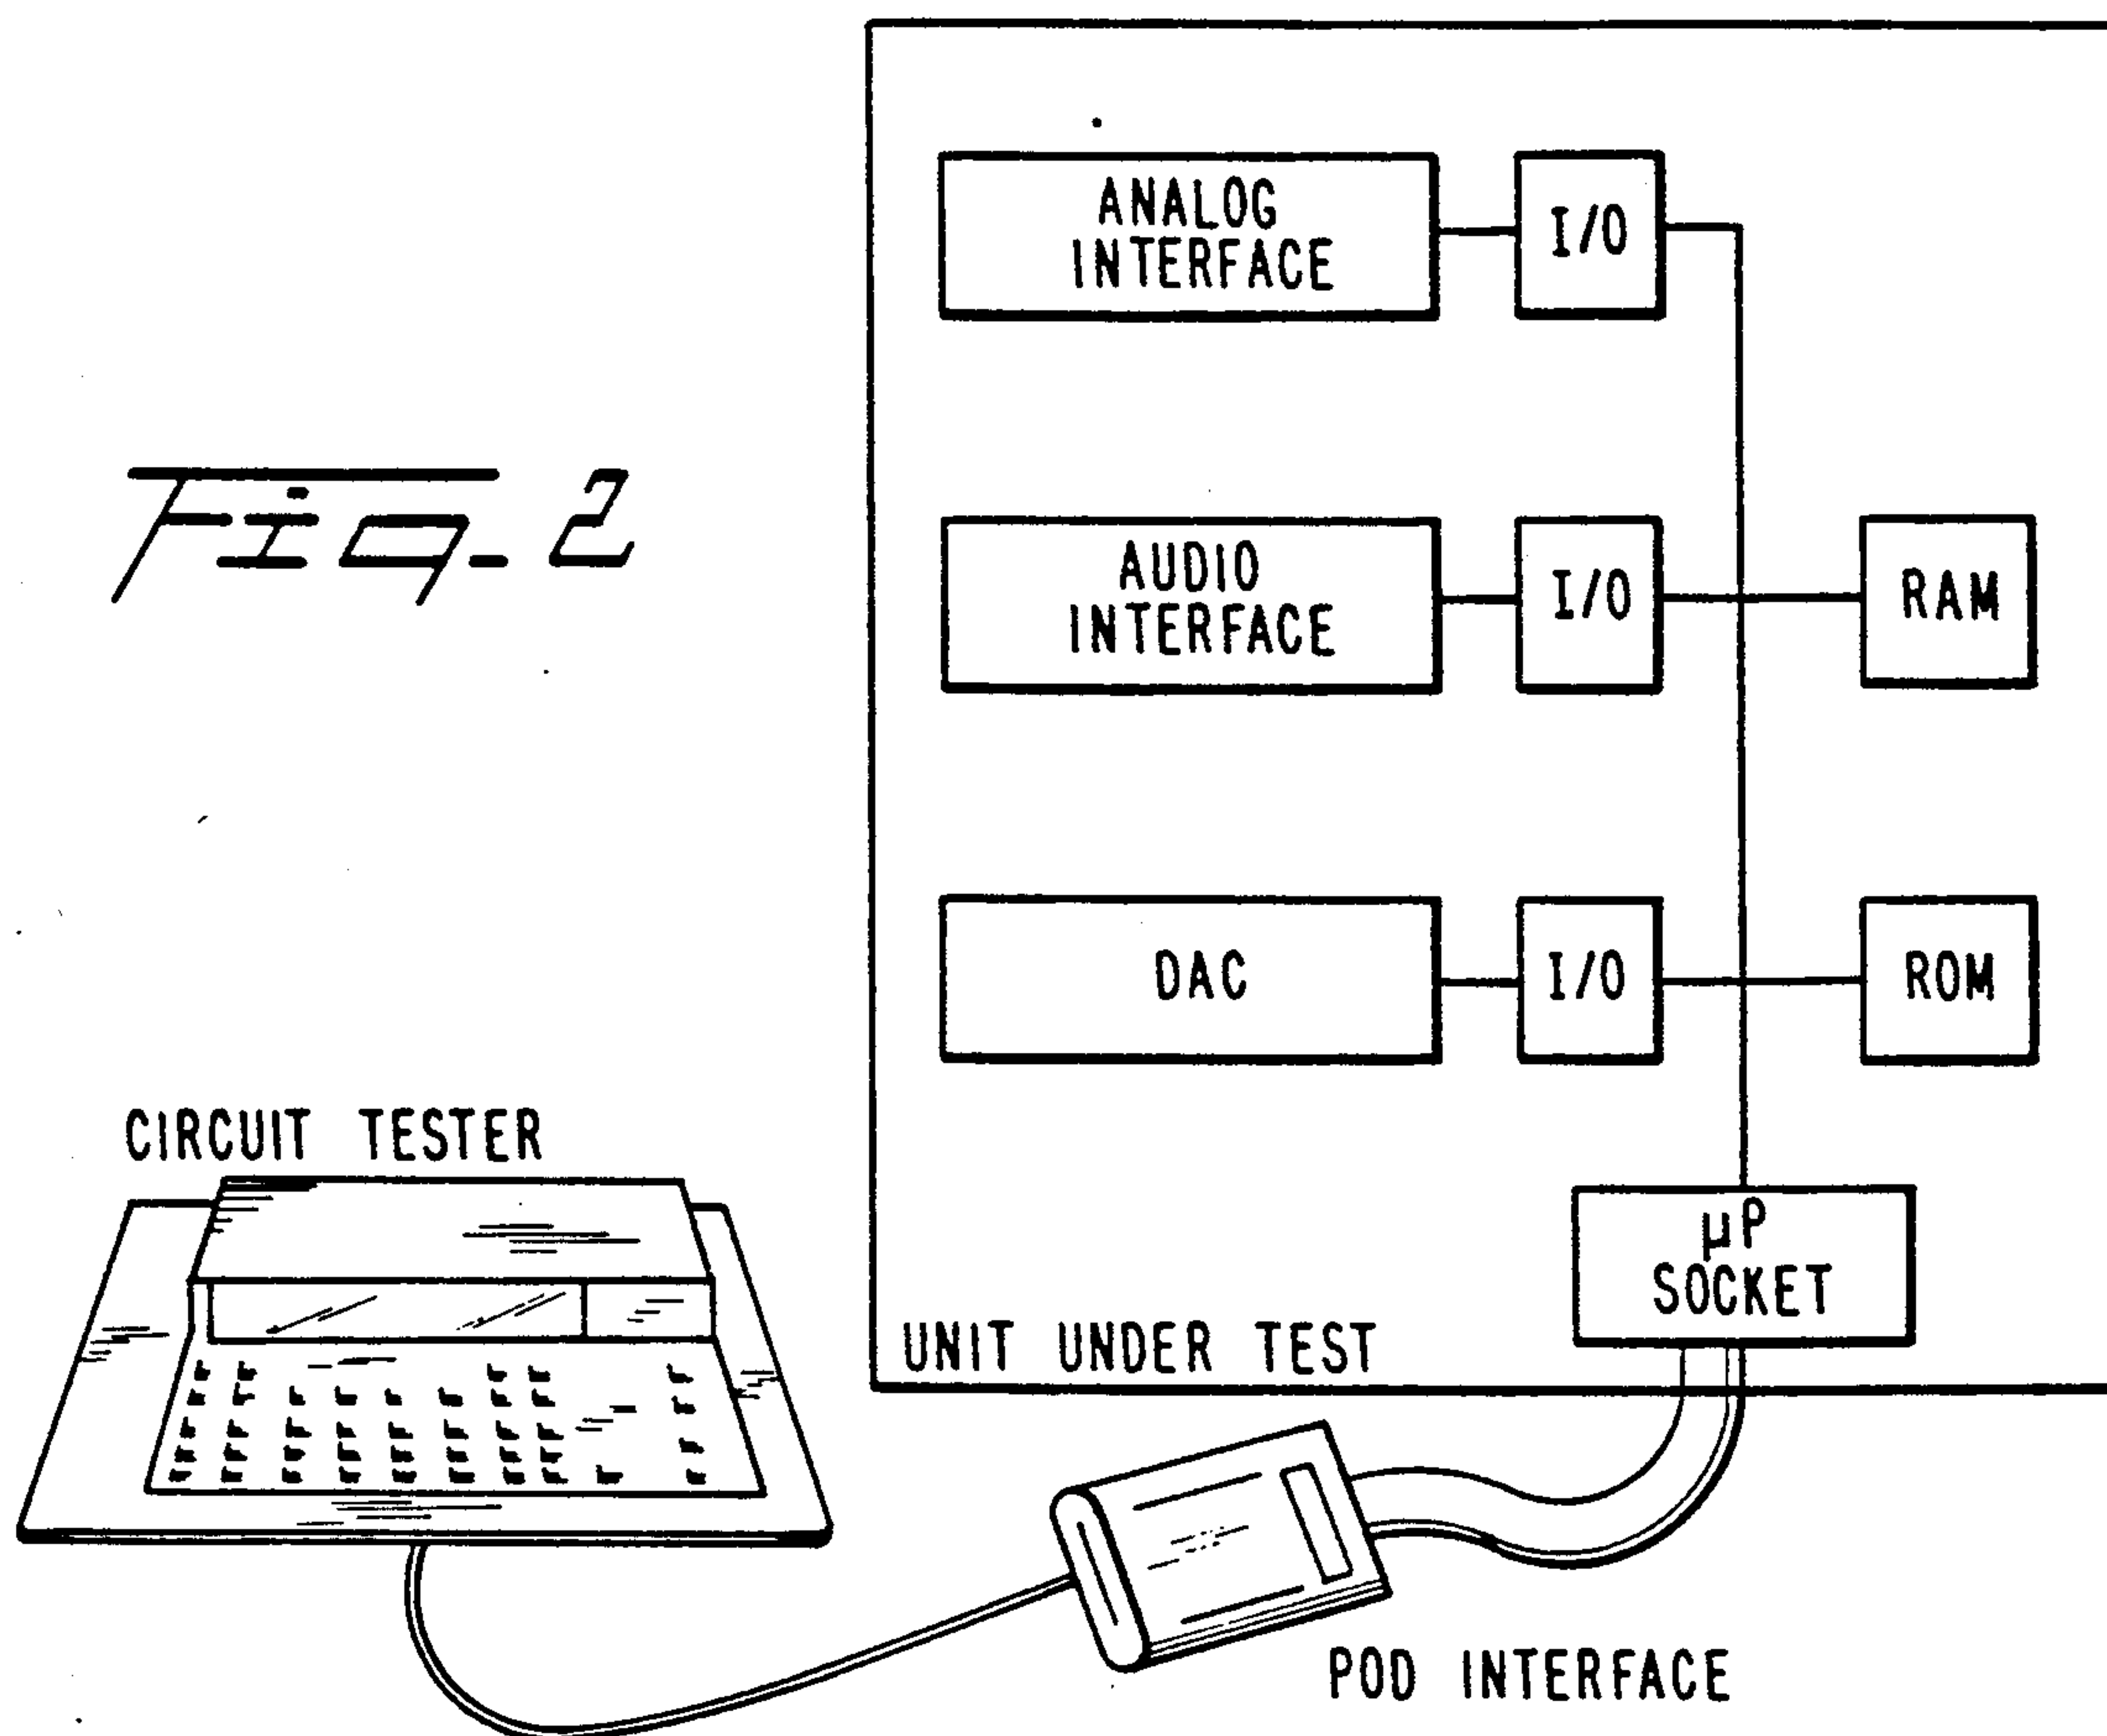 Fig. 2
ANALOG
INTERFACE
I/O
AUDIO
INTERFACE
I/O
RAM
DAC
I/O
ROM
µP
SOCKET
UNIT UNDER TEST
CIRCUIT TESTER
POD INTERFACE